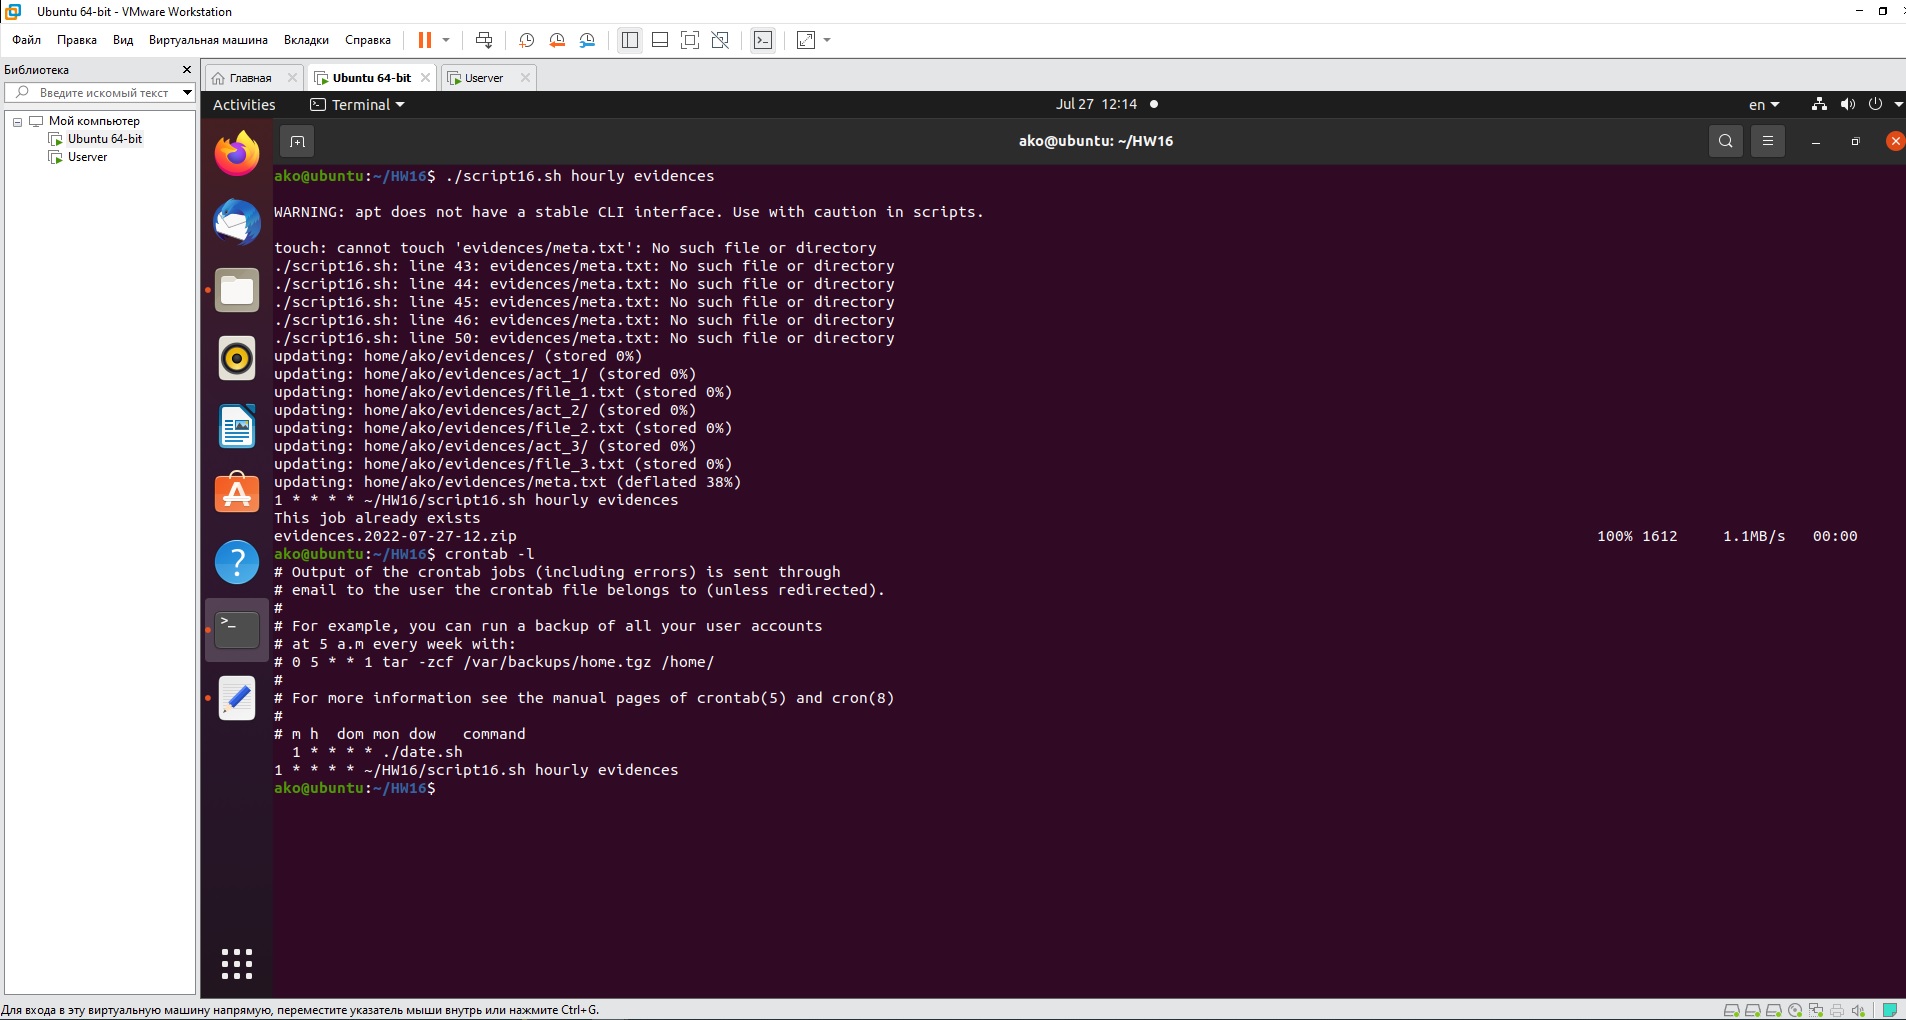 Ubuntu 64-bit - VMware Workstation
Файл Правка Вид Виртуальная машина Вкладки Справка
Библиотека
Введите искомый текст
Мой компьютер
Ubuntu 64-bit
Userver
Главная Ubuntu 64-bit Userver
Activities Terminal Jul 27 12:14 en
ako@ubuntu: ~/HW16
ako@ubuntu:~/HW16$ ./script16.sh hourly evidences
WARNING: apt does not have a stable CLI interface. Use with caution in scripts.
touch: cannot touch 'evidences/meta.txt': No such file or directory
./script16.sh: line 43: evidences/meta.txt: No such file or directory
./script16.sh: line 44: evidences/meta.txt: No such file or directory
./script16.sh: line 45: evidences/meta.txt: No such file or directory
./script16.sh: line 46: evidences/meta.txt: No such file or directory
./script16.sh: line 50: evidences/meta.txt: No such file or directory
updating: home/ako/evidences/ (stored 0%)
updating: home/ako/evidences/act_1/ (stored 0%)
updating: home/ako/evidences/file_1.txt (stored 0%)
updating: home/ako/evidences/act_2/ (stored 0%)
updating: home/ako/evidences/file_2.txt (stored 0%)
updating: home/ako/evidences/act_3/ (stored 0%)
updating: home/ako/evidences/file_3.txt (stored 0%)
updating: home/ako/evidences/meta.txt (deflated 38%)
1 * * * * ~/HW16/script16.sh hourly evidences
This job already exists
evidences.2022-07-27-12.zip 100% 1612 1.1MB/s 00:00
ako@ubuntu:~/HW16$ crontab -l
# Output of the crontab jobs (including errors) is sent through
# email to the user the crontab file belongs to (unless redirected).
#
# For example, you can run a backup of all your user accounts
# at 5 a.m every week with:
# 0 5 * * 1 tar -zcf /var/backups/home.tgz /home/
#
# For more information see the manual pages of crontab(5) and cron(8)
#
# m h  dom mon dow   command
  1 * * * * ./date.sh
1 * * * * ~/HW16/script16.sh hourly evidences
ako@ubuntu:~/HW16$
Для входа в эту виртуальную машину напрямую, переместите указатель мыши внутрь или нажмите Ctrl+G.